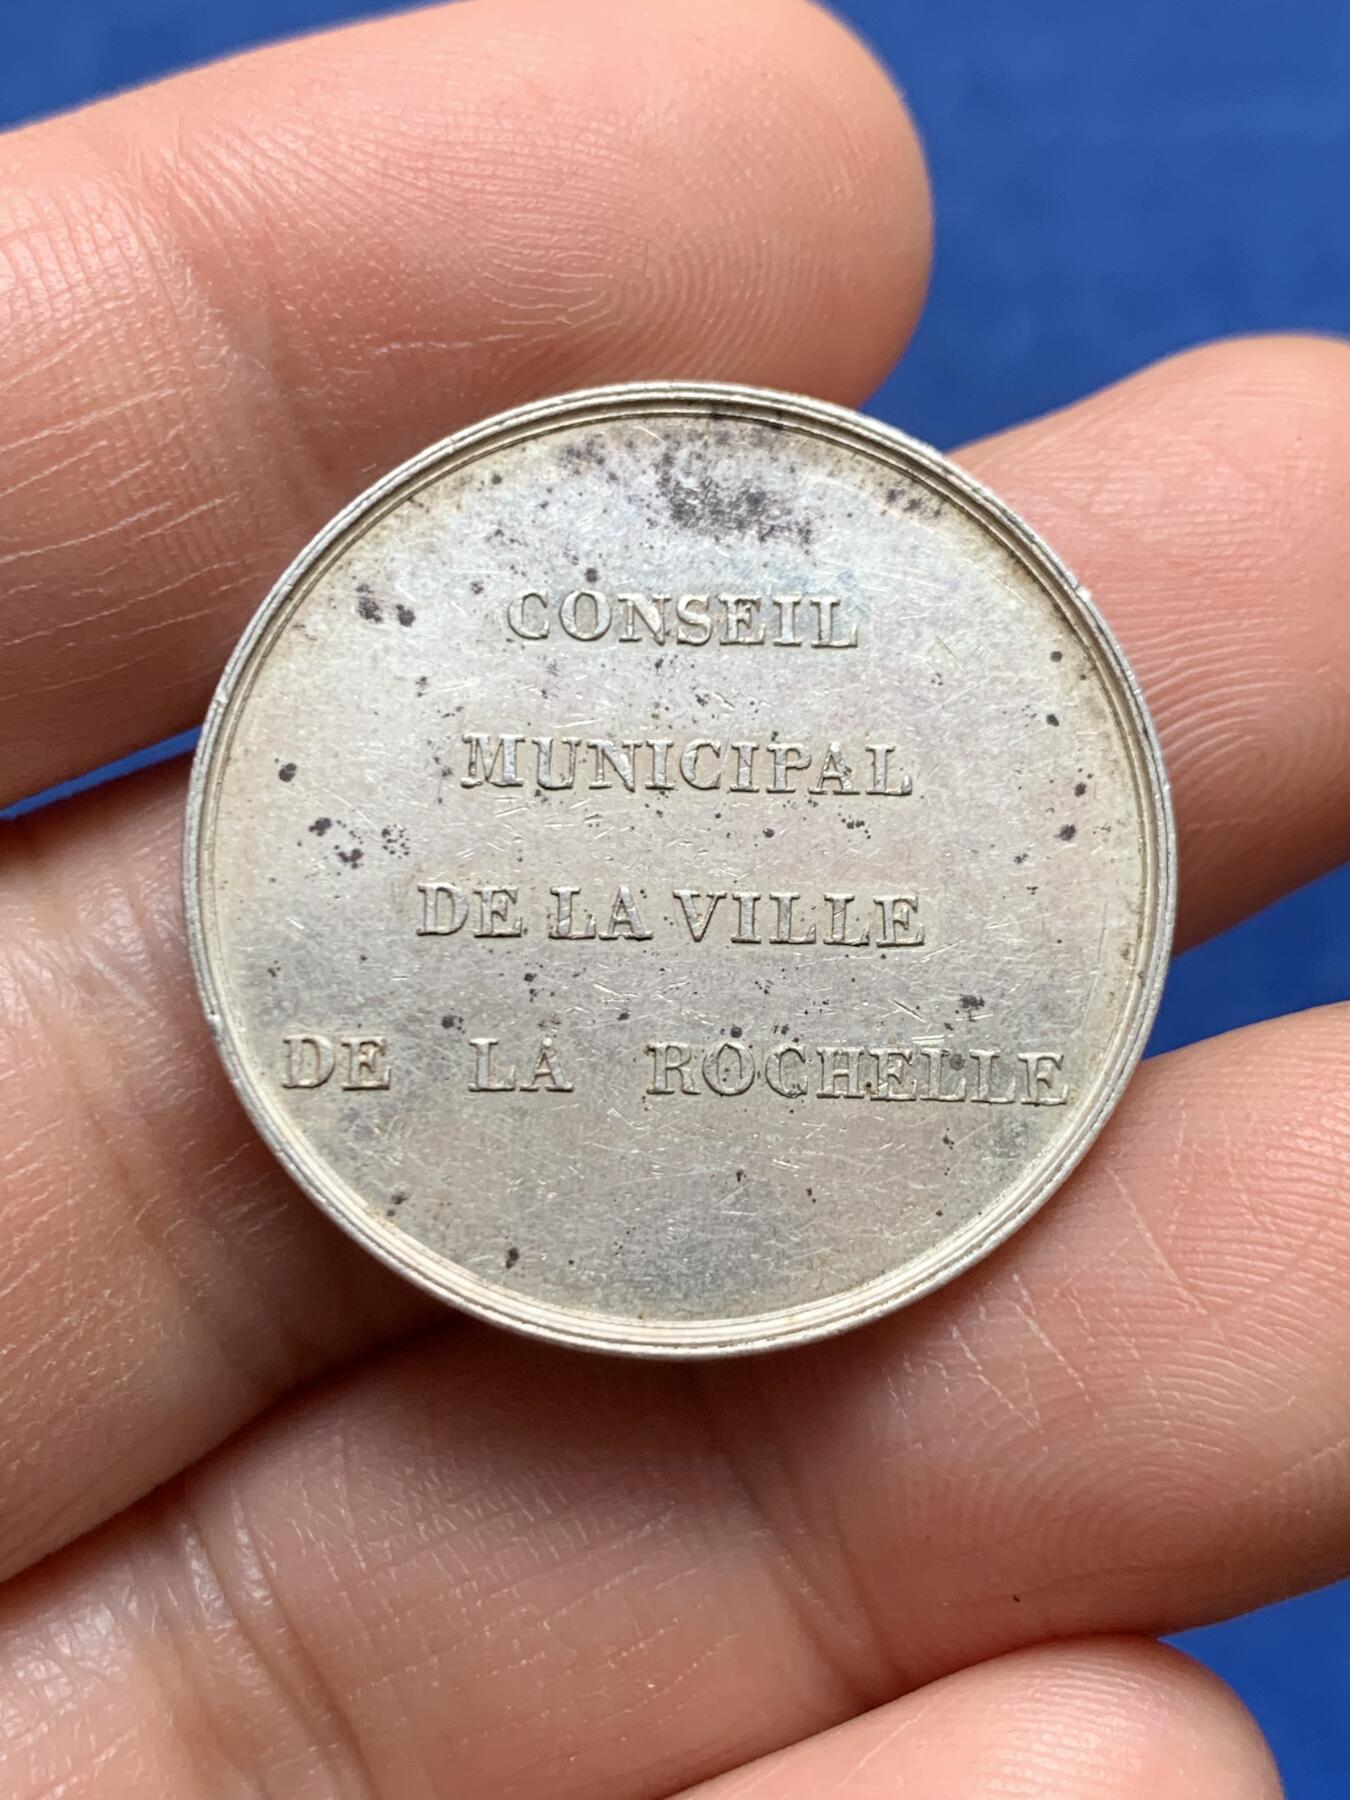 CONSEIL
MUNICIPAL
DE LA VILLE
DE LA ROCHELLE